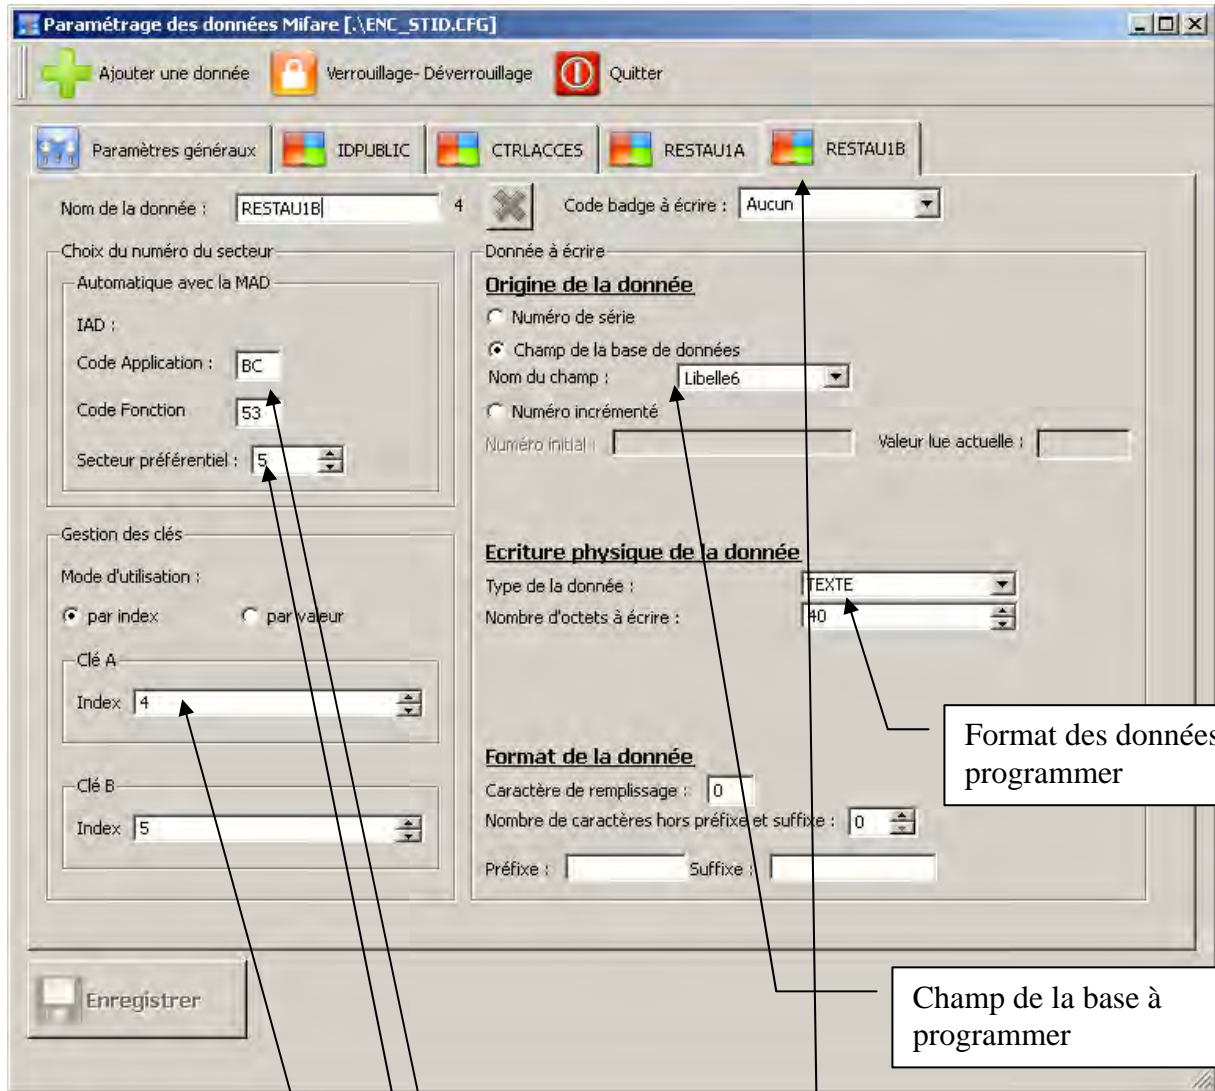 Paramétrage des données Mifare [.\ENC_STID.CFG]
Ajouter une donnée Verrouillage-Déverrouillage Quitter
Paramètres généraux IDPUBLIC CTRLACCES RESTAU1A RESTAU1B
Nom de la donnée : RESTAU1B 4 Code badge à écrire : Aucun
Choix du numéro du secteur
Automatique avec la MAD
IAD :
Code Application : BC
Code Fonction 53
Secteur préférentiel : 5
Gestion des clés
Mode d'utilisation :
par index par valeur
Clé A
Index 4
Clé B
Index 5
Donnée à écrire
Origine de la donnée
Numéro de série
Champ de la base de données
Nom du champ : Libelle6
Numéro incrémenté
Numéro initial : Valeur lue actuelle :
Ecriture physique de la donnée
Type de la donnée : TEXTE
Nombre d'octets à écrire : 40
Format de la donnée
Caractère de remplissage : 0
Nombre de caractères hors préfixe et suffixe : 0
Préfixe : Suffixe :
Format des données
programmer
Champ de la base à
programmer
Enregistrer